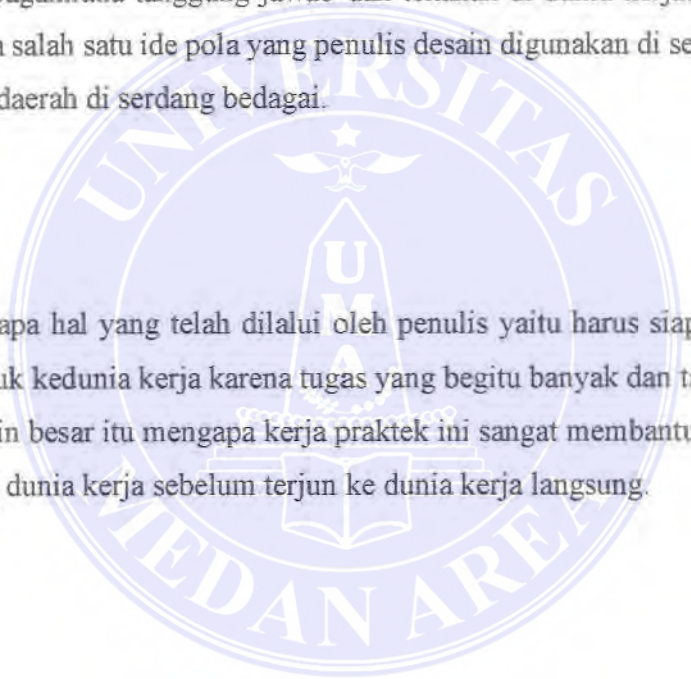 salah satu ide pola yang penulis desain digunakan di
daerah di serdang bedagai.
UNIVERSITAS
UMA
apa hal yang telah dilalui oleh penulis yaitu harus siap
uk kedunia kerja karena tugas yang begitu banyak dan
in besar itu mengapa kerja praktek ini sangat membantu
dunia kerja sebelum terjun ke dunia kerja langsung.
MEDAN AREA